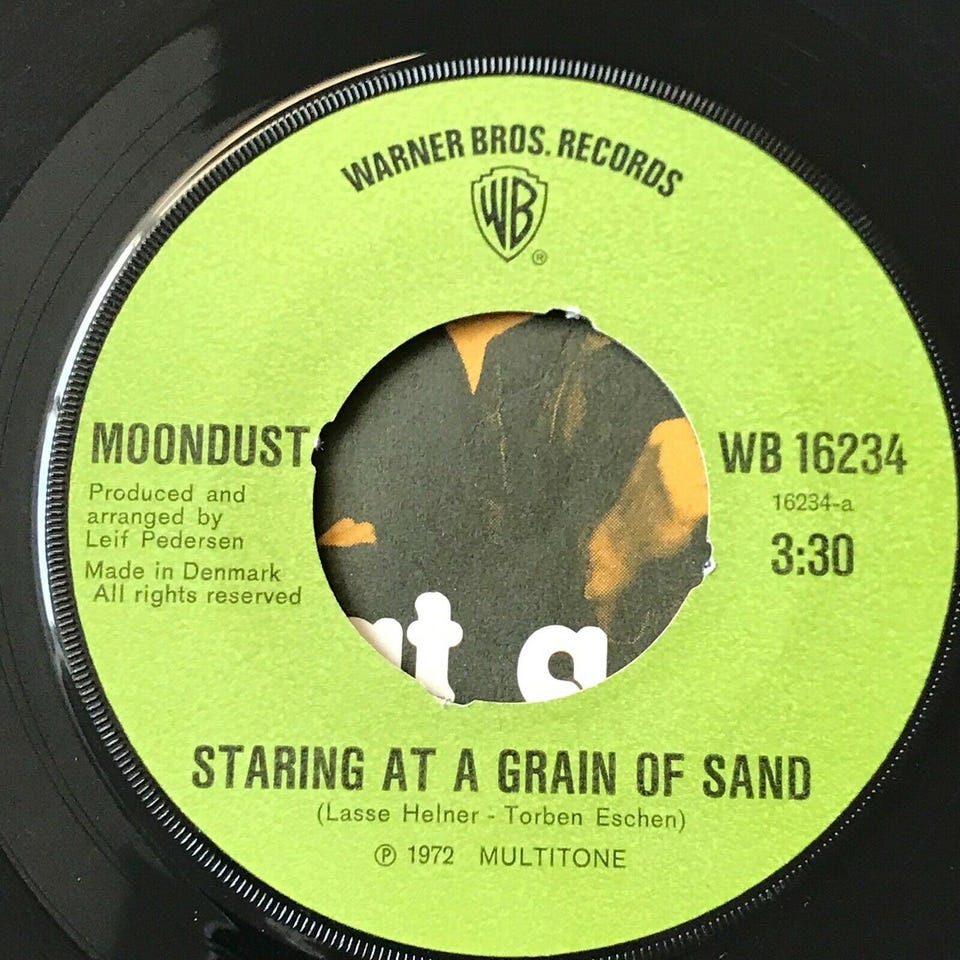 WARNER BROS. RECORDS
WB
®
MOONDUST
Produced and
arranged by
Leif Pedersen
Made in Denmark
All rights reserved
WB 16234
16234-a
3:30
at a
STARING AT A GRAIN OF SAND
(Lasse Helner - Torben Eschen)
℗ 1972 MULTITONE